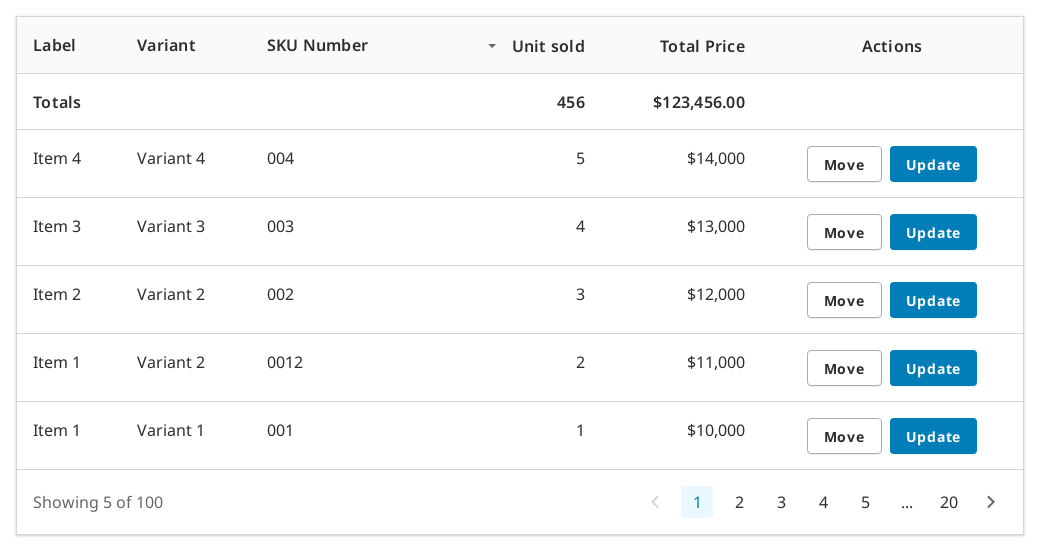 Label Variant SKU Number Unit sold Total Price Actions
Totals 456 $123,456.00
Item 4 Variant 4 004 5 $14,000 Move Update
Item 3 Variant 3 003 4 $13,000 Move Update
Item 2 Variant 2 002 3 $12,000 Move Update
Item 1 Variant 2 0012 2 $11,000 Move Update
Item 1 Variant 1 001 1 $10,000 Move Update
Showing 5 of 100 1 2 3 4 5 ... 20